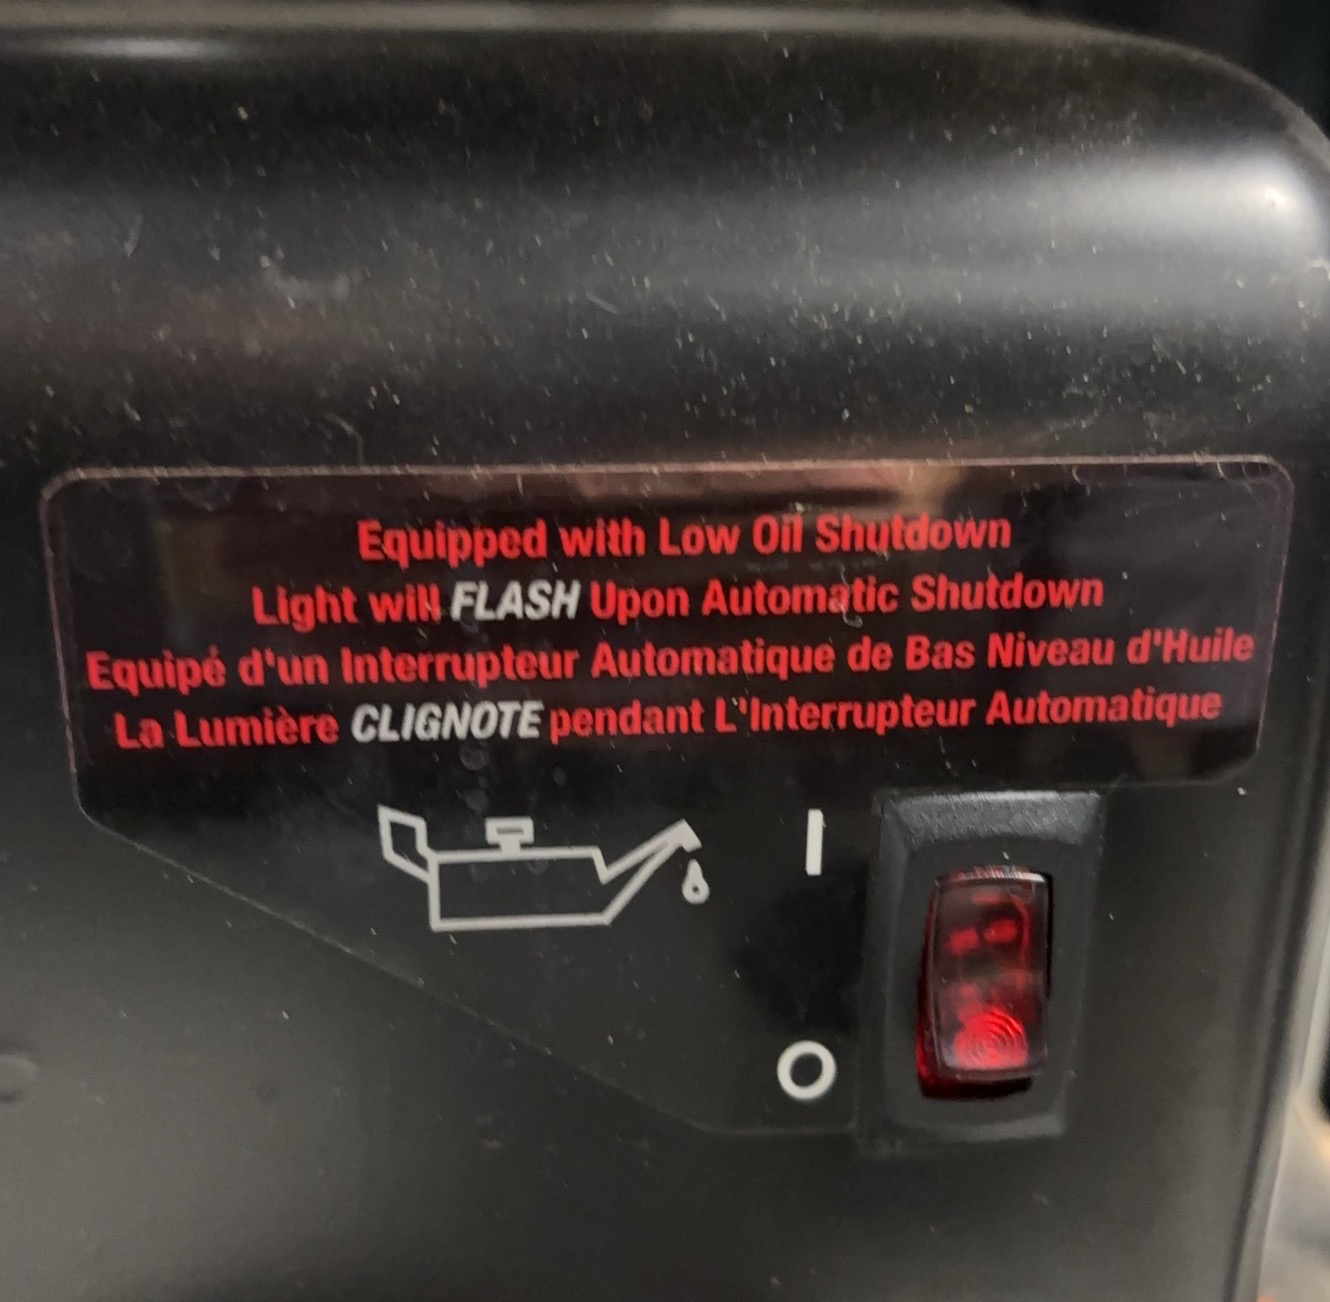 Equipped with Low Oil Shutdown
Light will FLASH Upon Automatic Shutdown
Equipé d'un Interrupteur Automatique de Bas Niveau d'Huile
La Lumière CLIGNOTE pendant L'Interrupteur Automatique
I
O